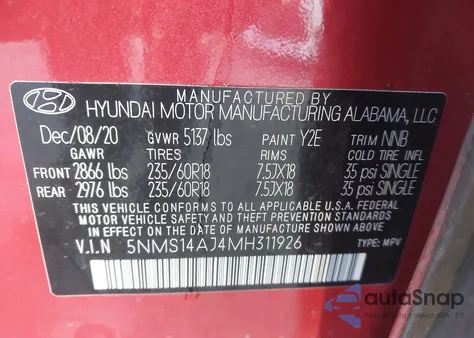 MANUFACTURED BY
HYUNDAI MOTOR MANUFACTURING ALABAMA, LLC
Dec/08/20 GVWR 5137 lbs PAINT Y2E TRIM NNB
GAWR TIRES RIMS COLD TIRE INFL
FRONT 2866 lbs 235/60R18 7.5JX18 35 psi SINGLE
REAR 2976 lbs 235/60R18 7.5JX18 35 psi SINGLE
THIS VEHICLE CONFORMS TO ALL APPLICABLE U.S.A. FEDERAL
MOTOR VEHICLE SAFETY AND THEFT PREVENTION STANDARDS
IN EFFECT ON THE DATE OF MANUFACTURE SHOWN ABOVE.
V.I.N 5NMS14AJ4MH311926 TYPE: MPV
autoSnap